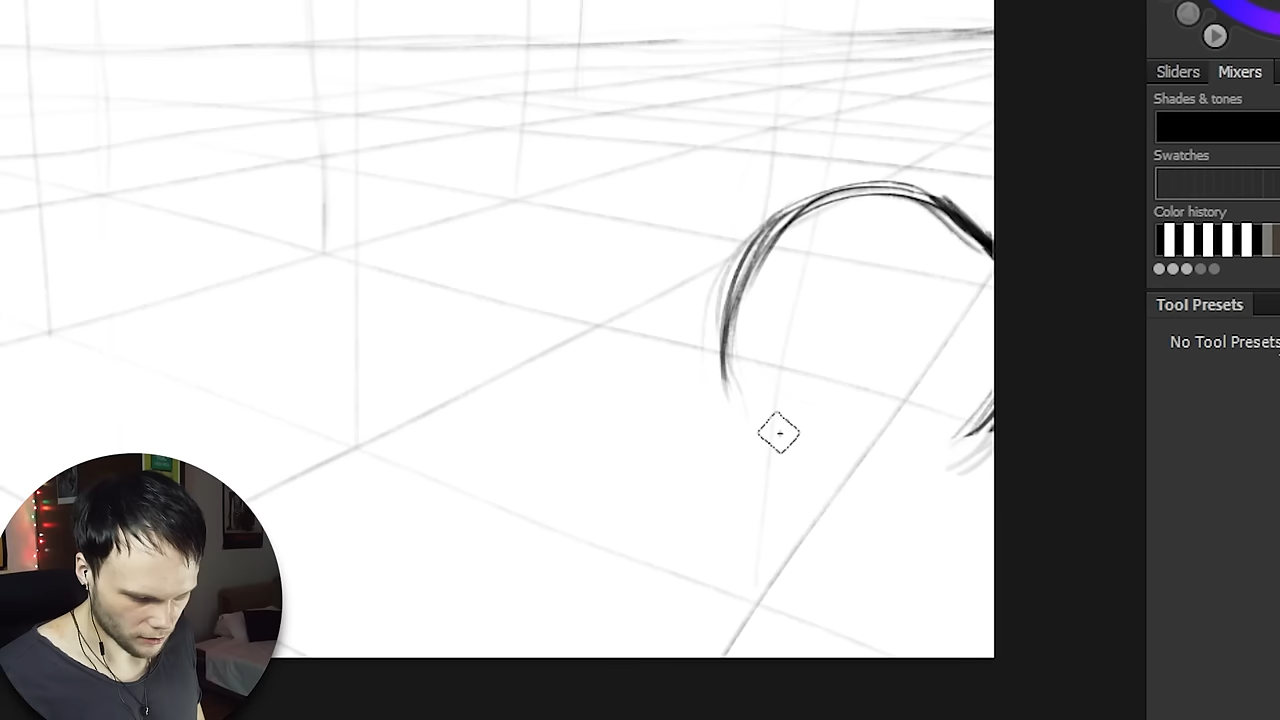 Sliders Mixers
Shades & tones
Swatches
Color history
Tool Presets
No Tool Presets